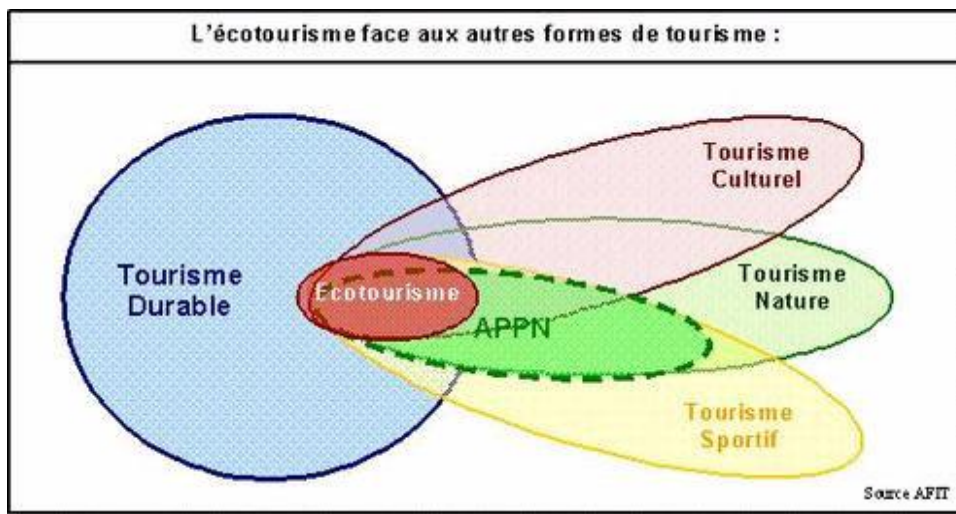 L'écotourisme face aux autres formes de tourisme :
Tourisme
Culturel
Tourisme
Durable
Ecotourisme
Tourisme
Nature
APPN
Tourisme
Sportif
Source AFIT